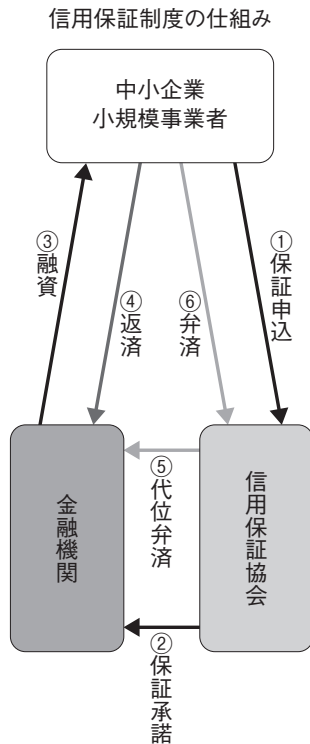 信用保証制度の仕組み
中小企業
小規模事業者
③融資
④返済
⑥弁済
①保証申込
金融機関
⑤代位弁済
信用保証協会
②保証承諾